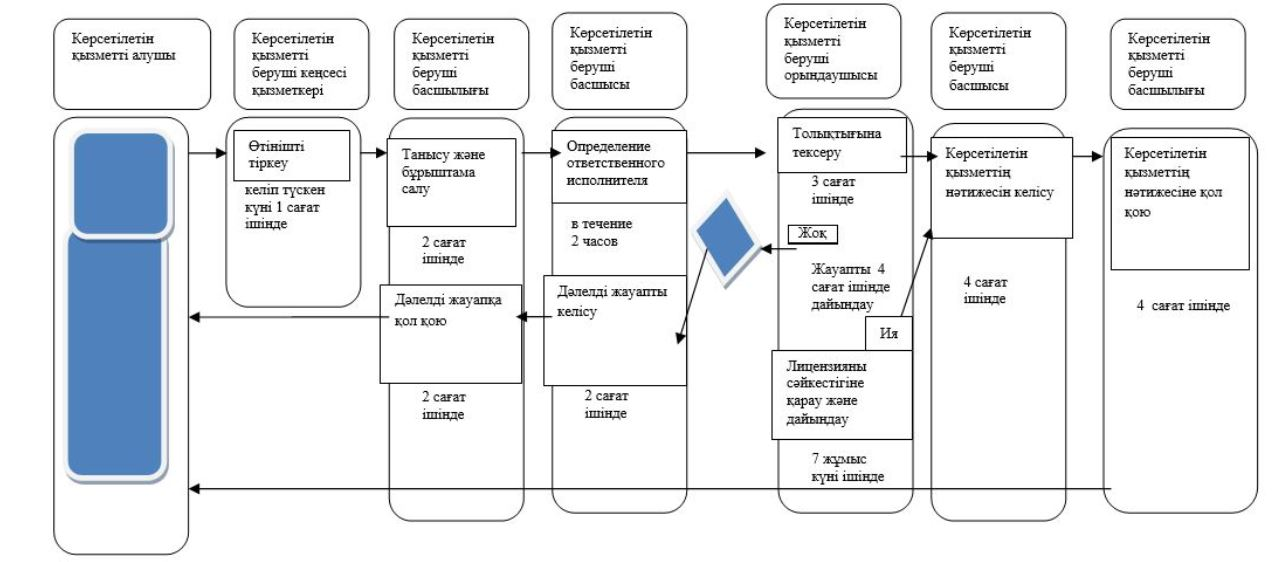 Көрсетілетін
қызметті алушы
Көрсетілетін
қызметті
беруші кеңсесі
қызметкері
Көрсетілетін
қызметті
беруші
басшылығы
Көрсетілетін
қызметті
беруші
басшысы
Көрсетілетін
қызметті
беруші
орындаушысы
Көрсетілетін
қызметті
беруші
басшысы
Көрсетілетін
қызметті
беруші
басшылығы
Өтінішті
тіркеу
келіп түскен
күні 1 сағат
ішінде
Танысу және
бұрыштама
салу
2 сағат
ішінде
Дәлелді жауапқа
қол қою
2 сағат
ішінде
Определение
ответственного
исполнителя
в течение
2 часов
Дәлелді жауапты
келісу
2 сағат
ішінде
Толықтығына
тексеру
3 сағат
ішінде
Жоқ
Жауапты 4
сағат ішінде
дайындау
Ия
Лицензияны
сәйкестігіне
қарау және
дайындау
7 жұмыс
күні ішінде
Көрсетілетін
қызметтің
нәтижесін келісу
4 сағат
ішінде
Көрсетілетін
қызметтің
нәтижесіне қол
қою
4 сағат ішінде